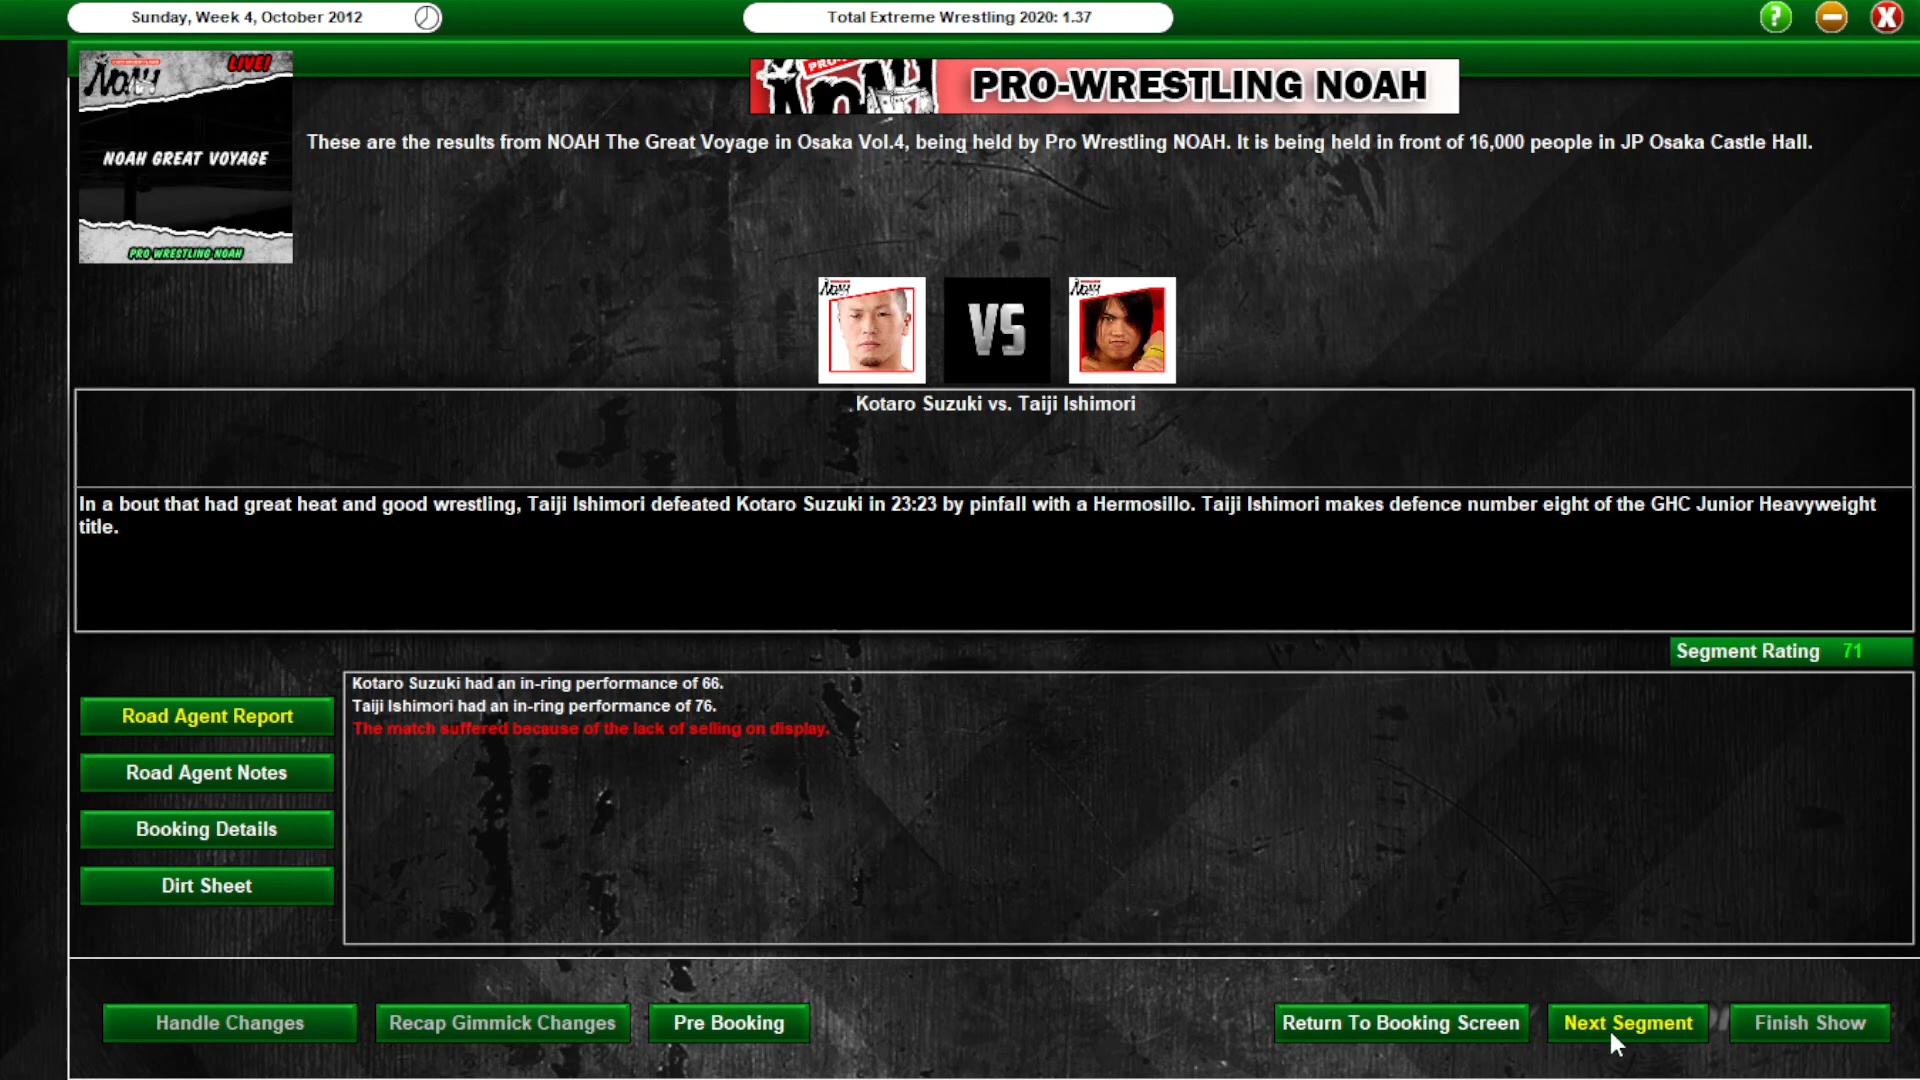 Sunday, Week 4, October 2012
Total Extreme Wrestling 2020: 1.37
?
X
NOAH
LIVE!
NOAH GREAT VOYAGE
PRO WRESTLING NOAH
PRO-WRESTLING NOAH
These are the results from NOAH The Great Voyage in Osaka Vol.4, being held by Pro Wrestling NOAH. It is being held in front of 16,000 people in JP Osaka Castle Hall.
NOAH
VS
NOAH
Kotaro Suzuki vs. Taiji Ishimori
In a bout that had great heat and good wrestling, Taiji Ishimori defeated Kotaro Suzuki in 23:23 by pinfall with a Hermosillo. Taiji Ishimori makes defence number eight of the GHC Junior Heavyweight
title.
Segment Rating 71
Kotaro Suzuki had an in-ring performance of 66.
Taiji Ishimori had an in-ring performance of 76.
The match suffered because of the lack of selling on display.
Road Agent Report
Road Agent Notes
Booking Details
Dirt Sheet
Handle Changes
Recap Gimmick Changes
Pre Booking
Return To Booking Screen
Next Segment
Finish Show